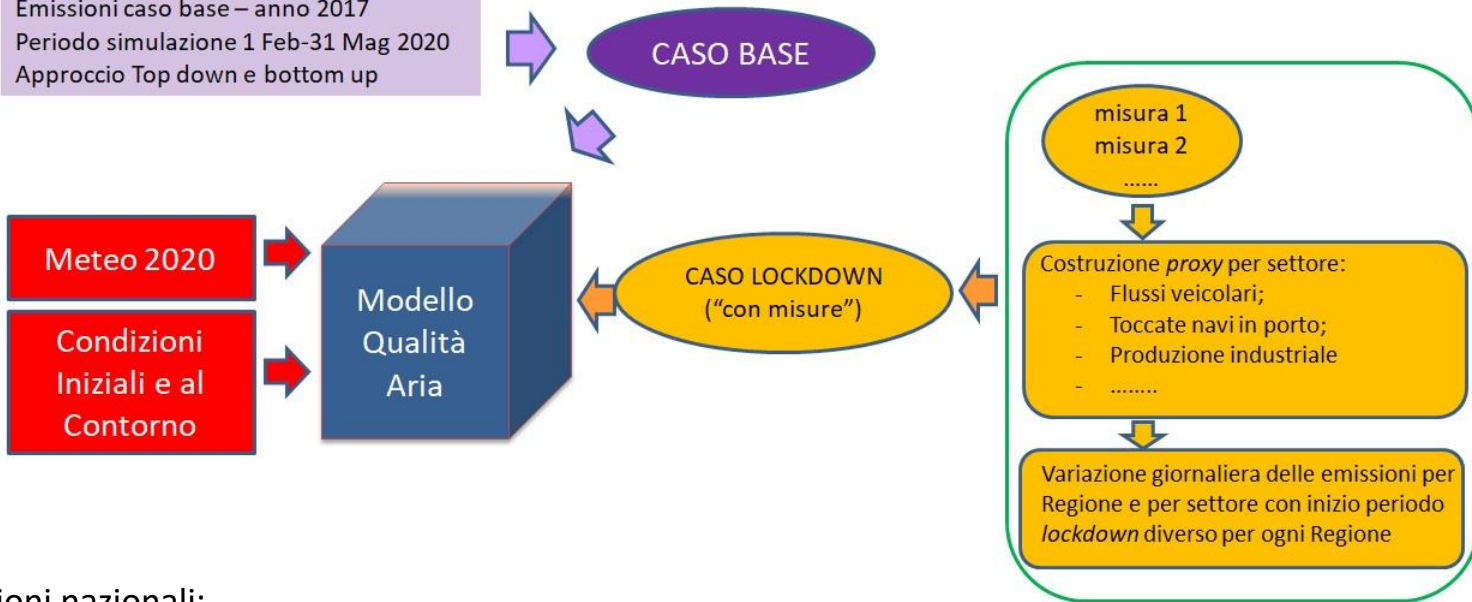 Emissioni caso base – anno 2017
Periodo simulazione 1 Feb-31 Mag 2020
Approccio Top down e bottom up
CASO BASE
misura 1
misura 2
......
Meteo 2020
Condizioni
Iniziali e al
Contorno
Modello
Qualità
Aria
CASO LOCKDOWN
(“con misure”)
Costruzione proxy per settore:
- Flussi veicolari;
- Toccate navi in porto;
- Produzione industriale
- ........
Variazione giornaliera delle emissioni per
Regione e per settore con inizio periodo
lockdown diverso per ogni Regione
ioni nazionali: